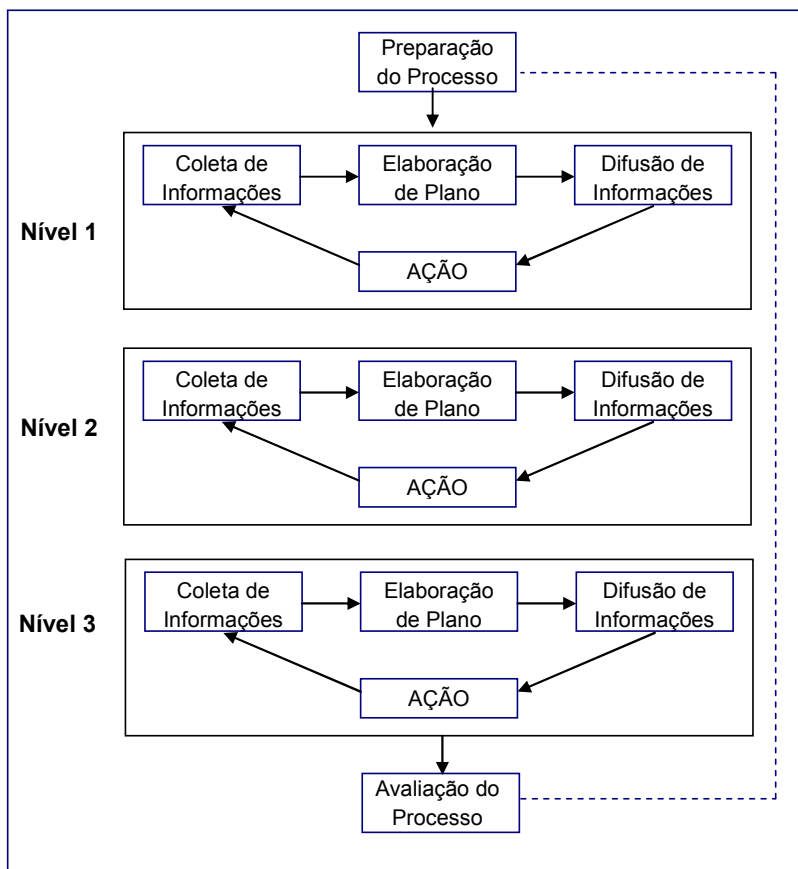 Preparação
do Processo
Nível 1
Coleta de
Informações
Elaboração
de Plano
Difusão de
Informações
AÇÃO
Nível 2
Coleta de
Informações
Elaboração
de Plano
Difusão de
Informações
AÇÃO
Nível 3
Coleta de
Informações
Elaboração
de Plano
Difusão de
Informações
AÇÃO
Avaliação do
Processo